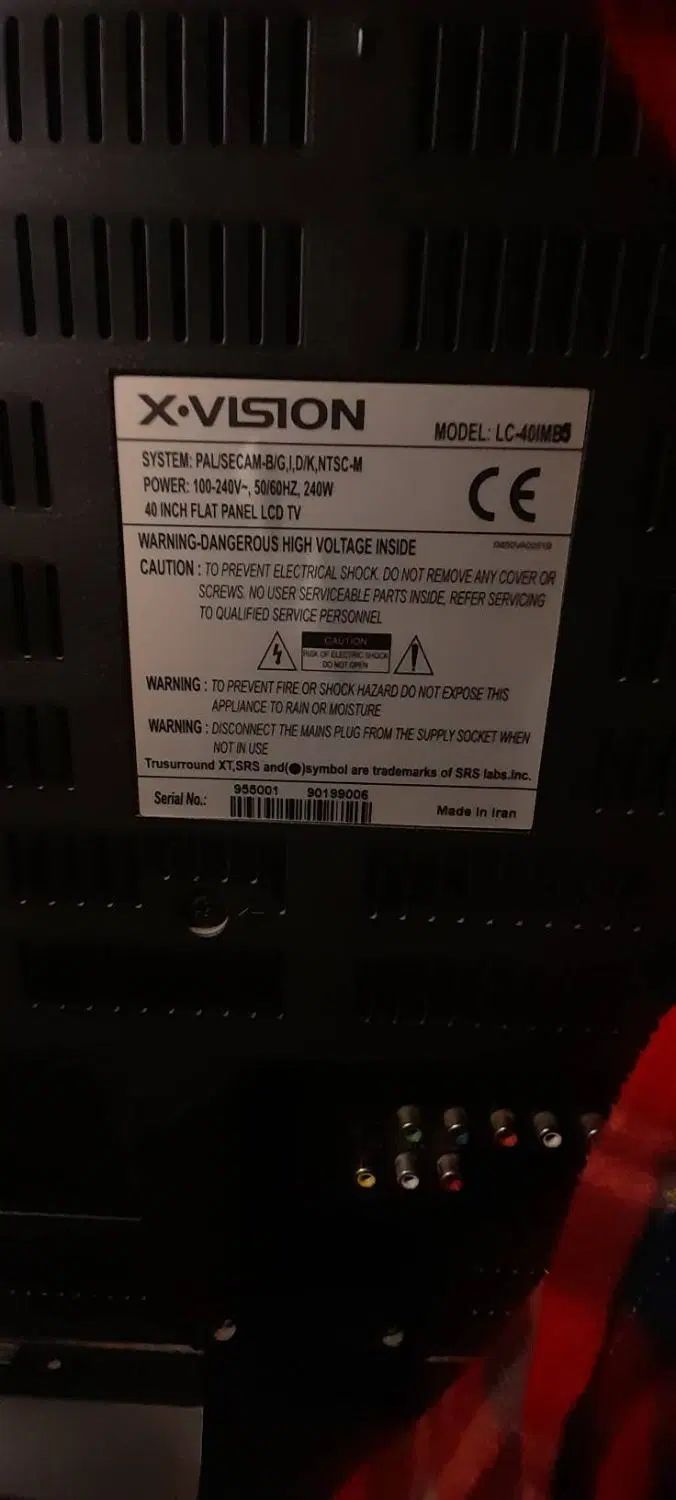 X·VISION
MODEL: LC-40IMB5
SYSTEM: PAL/SECAM-B/G,I,D/K,NTSC-M
POWER: 100-240V~, 50/60HZ, 240W
40 INCH FLAT PANEL LCD TV
CE
WARNING-DANGEROUS HIGH VOLTAGE INSIDE
CAUTION : TO PREVENT ELECTRICAL SHOCK. DO NOT REMOVE ANY COVER OR
SCREWS. NO USER SERVICEABLE PARTS INSIDE, REFER SERVICING
TO QUALIFIED SERVICE PERSONNEL
CAUTION
RISK OF ELECTRIC SHOCK
DO NOT OPEN
WARNING : TO PREVENT FIRE OR SHOCK HAZARD DO NOT EXPOSE THIS
APPLIANCE TO RAIN OR MOISTURE
WARNING : DISCONNECT THE MAINS PLUG FROM THE SUPPLY SOCKET WHEN
NOT IN USE
Trusurround XT,SRS and(●)symbol are trademarks of SRS labs.inc.
Serial No.: 955001 90199006
Made in Iran